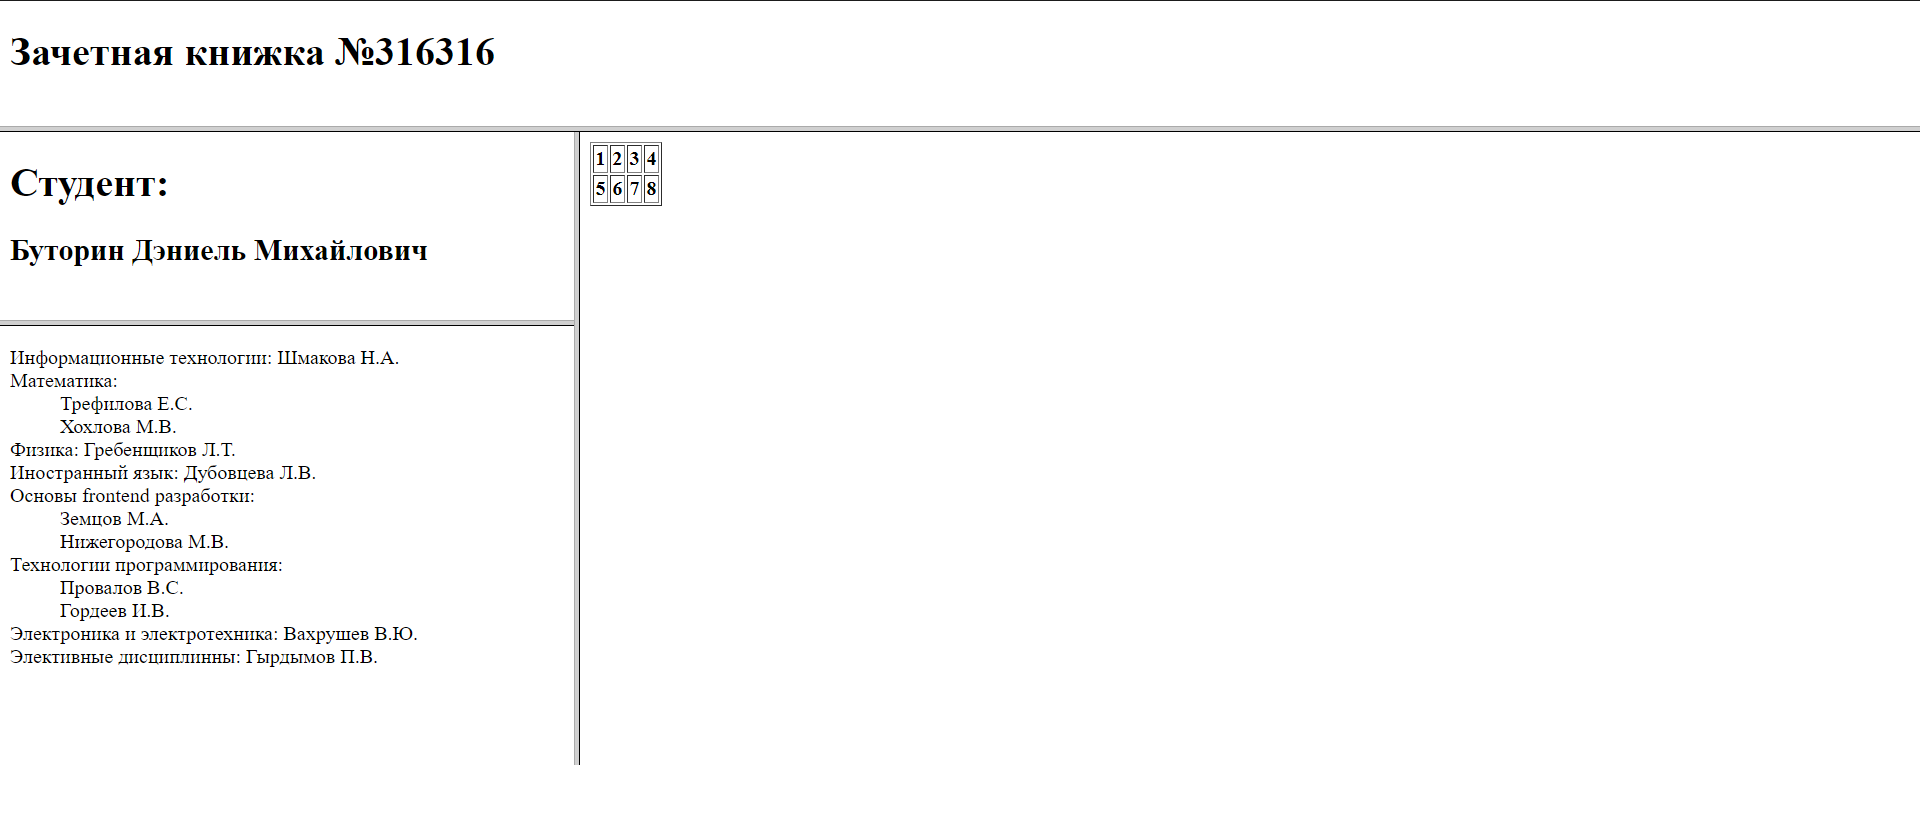 Зачетная книжка №316316
Студент:
Буторин Дэниель Михайлович
Информационные технологии: Шмакова Н.А.
Математика:
Трефилова Е.С.
Хохлова М.В.
Физика: Гребенщиков Л.Т.
Иностранный язык: Дубовцева Л.В.
Основы frontend разработки:
Земцов М.А.
Нижегородова М.В.
Технологии программирования:
Провалов В.С.
Гордеев И.В.
Электроника и электротехника: Вахрушев В.Ю.
Элективные дисциплинны: Гырдымов П.В.
1 2 3 4
5 6 7 8